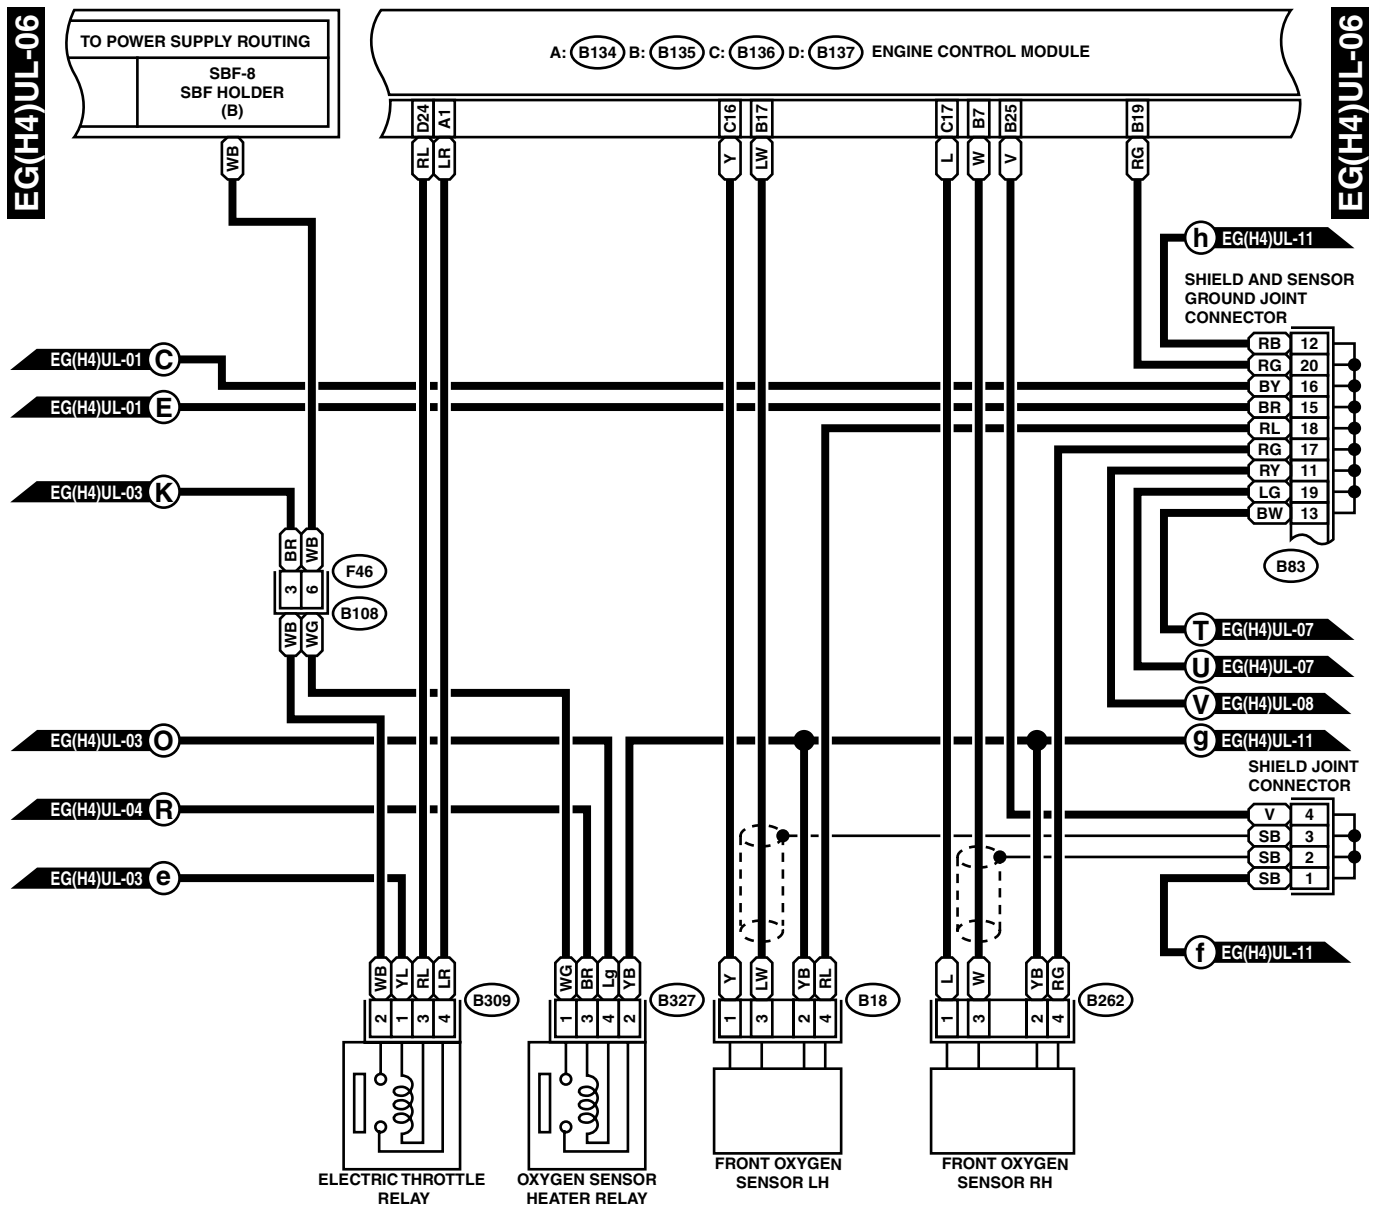 EG(H4)UL-06
EG(H4)UL-06
TO POWER SUPPLY ROUTING
SBF-8
SBF HOLDER
(B)
A: B134 B: B135 C: B136 D: B137 ENGINE CONTROL MODULE
D24 A1 C16 B17 C17 B7 B25 B19
WB RL LR Y LW L W V RG
h EG(H4)UL-11
SHIELD AND SENSOR
GROUND JOINT
CONNECTOR
RB 12
RG 20
BY 16
BR 15
RL 18
RG 17
RY 11
LG 19
BW 13
B83
EG(H4)UL-01 C
EG(H4)UL-01 E
EG(H4)UL-03 K
BR WB
3 6
F46
B108
WB WG
T EG(H4)UL-07
U EG(H4)UL-07
V EG(H4)UL-08
EG(H4)UL-03 O
g EG(H4)UL-11
SHIELD JOINT
CONNECTOR
V 4
SB 3
SB 2
SB 1
EG(H4)UL-04 R
EG(H4)UL-03 e
f EG(H4)UL-11
WB YL RL LR
2 1 3 4
B309
WG BR Lg YB
1 3 4 2
B327
Y LW YB RL
1 3 2 4
B18
L W YB RG
1 3 2 4
B262
ELECTRIC THROTTLE
RELAY
OXYGEN SENSOR
HEATER RELAY
FRONT OXYGEN
SENSOR LH
FRONT OXYGEN
SENSOR RH